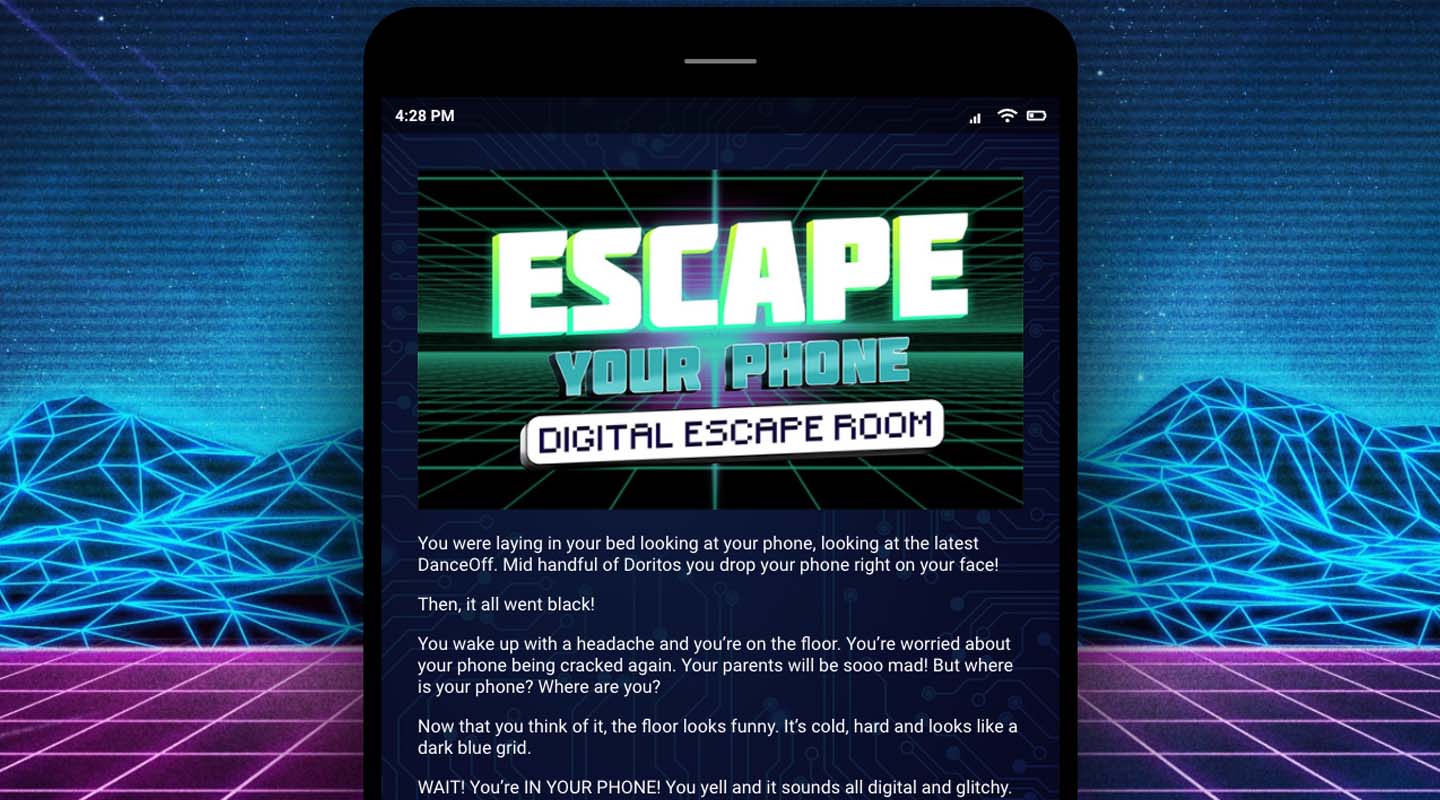 4:28 PM
ESCAPE
YOUR PHONE
DIGITAL ESCAPE ROOM
You were laying in your bed looking at your phone, looking at the latest
DanceOff. Mid handful of Doritos you drop your phone right on your face!
Then, it all went black!
You wake up with a headache and you’re on the floor. You’re worried about
your phone being cracked again. Your parents will be sooo mad! But where
is your phone? Where are you?
Now that you think of it, the floor looks funny. It’s cold, hard and looks like a
dark blue grid.
WAIT! You’re IN YOUR PHONE! You yell and it sounds all digital and glitchy.